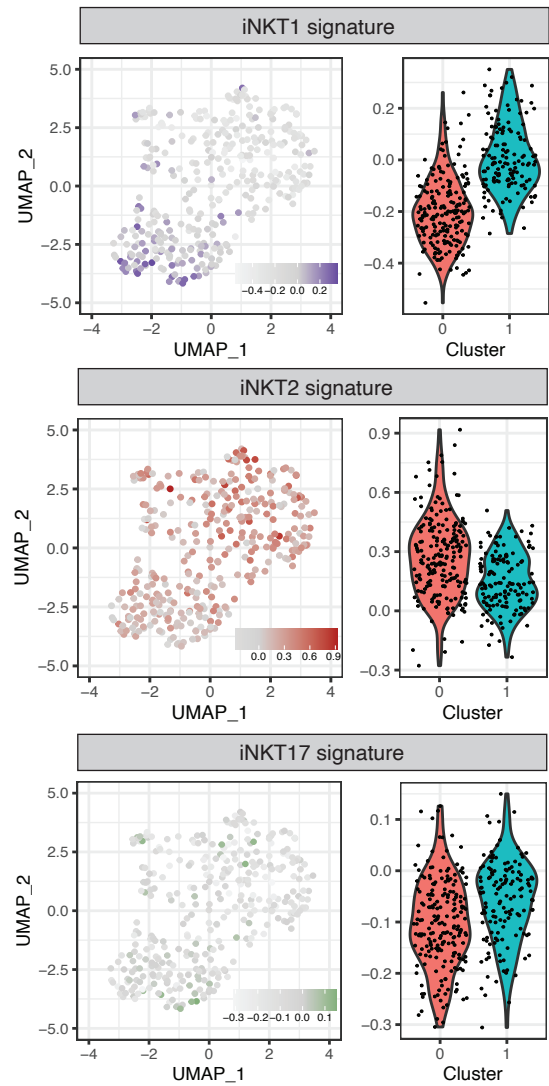 iNKT1 signature
5.0
2.5
0.0
−2.5
−5.0
UMAP_2
−0.4 −0.2 0.0 0.2
−4 −2 0 2 4
UMAP_1
0.2
0.0
−0.2
−0.4
0 1
Cluster
iNKT2 signature
5.0
2.5
0.0
−2.5
−5.0
UMAP_2
0.0 0.3 0.6 0.9
−4 −2 0 2 4
UMAP_1
0.9
0.6
0.3
0.0
−0.3
0 1
Cluster
iNKT17 signature
5.0
2.5
0.0
−2.5
−5.0
UMAP_2
−0.3 −0.2 −0.1 0.0 0.1
−4 −2 0 2 4
UMAP_1
0.1
0.0
−0.1
−0.2
−0.3
0 1
Cluster